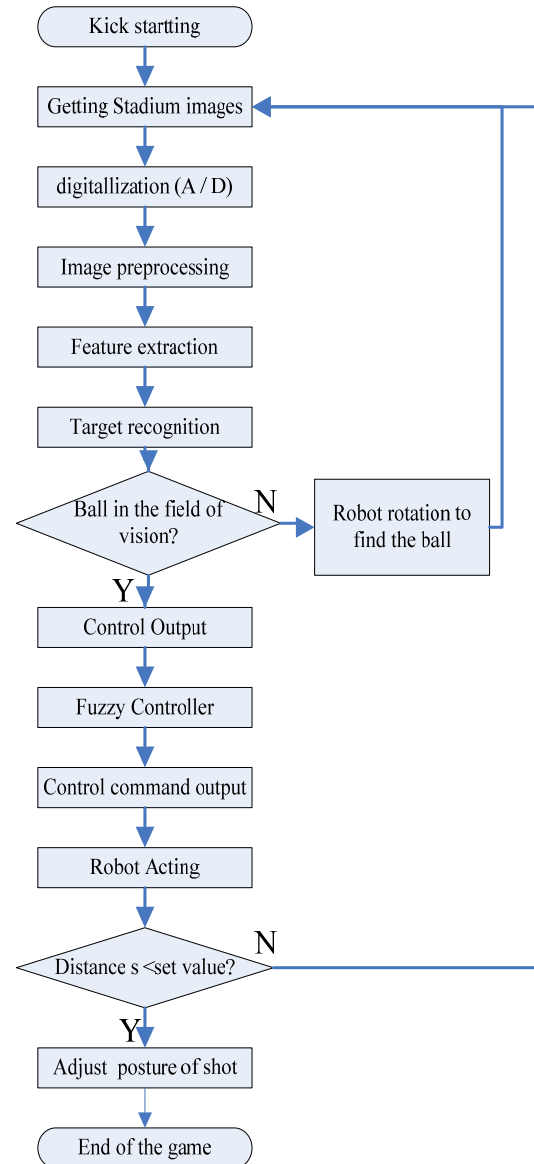 Kick startting
Getting Stadium images
digitallization (A / D)
Image preprocessing
Feature extraction
Target recognition
Ball in the field of
vision?
N
Robot rotation to
find the ball
Y
Control Output
Fuzzy Controller
Control command output
Robot Acting
Distance s <set value?
N
Y
Adjust posture of shot
End of the game